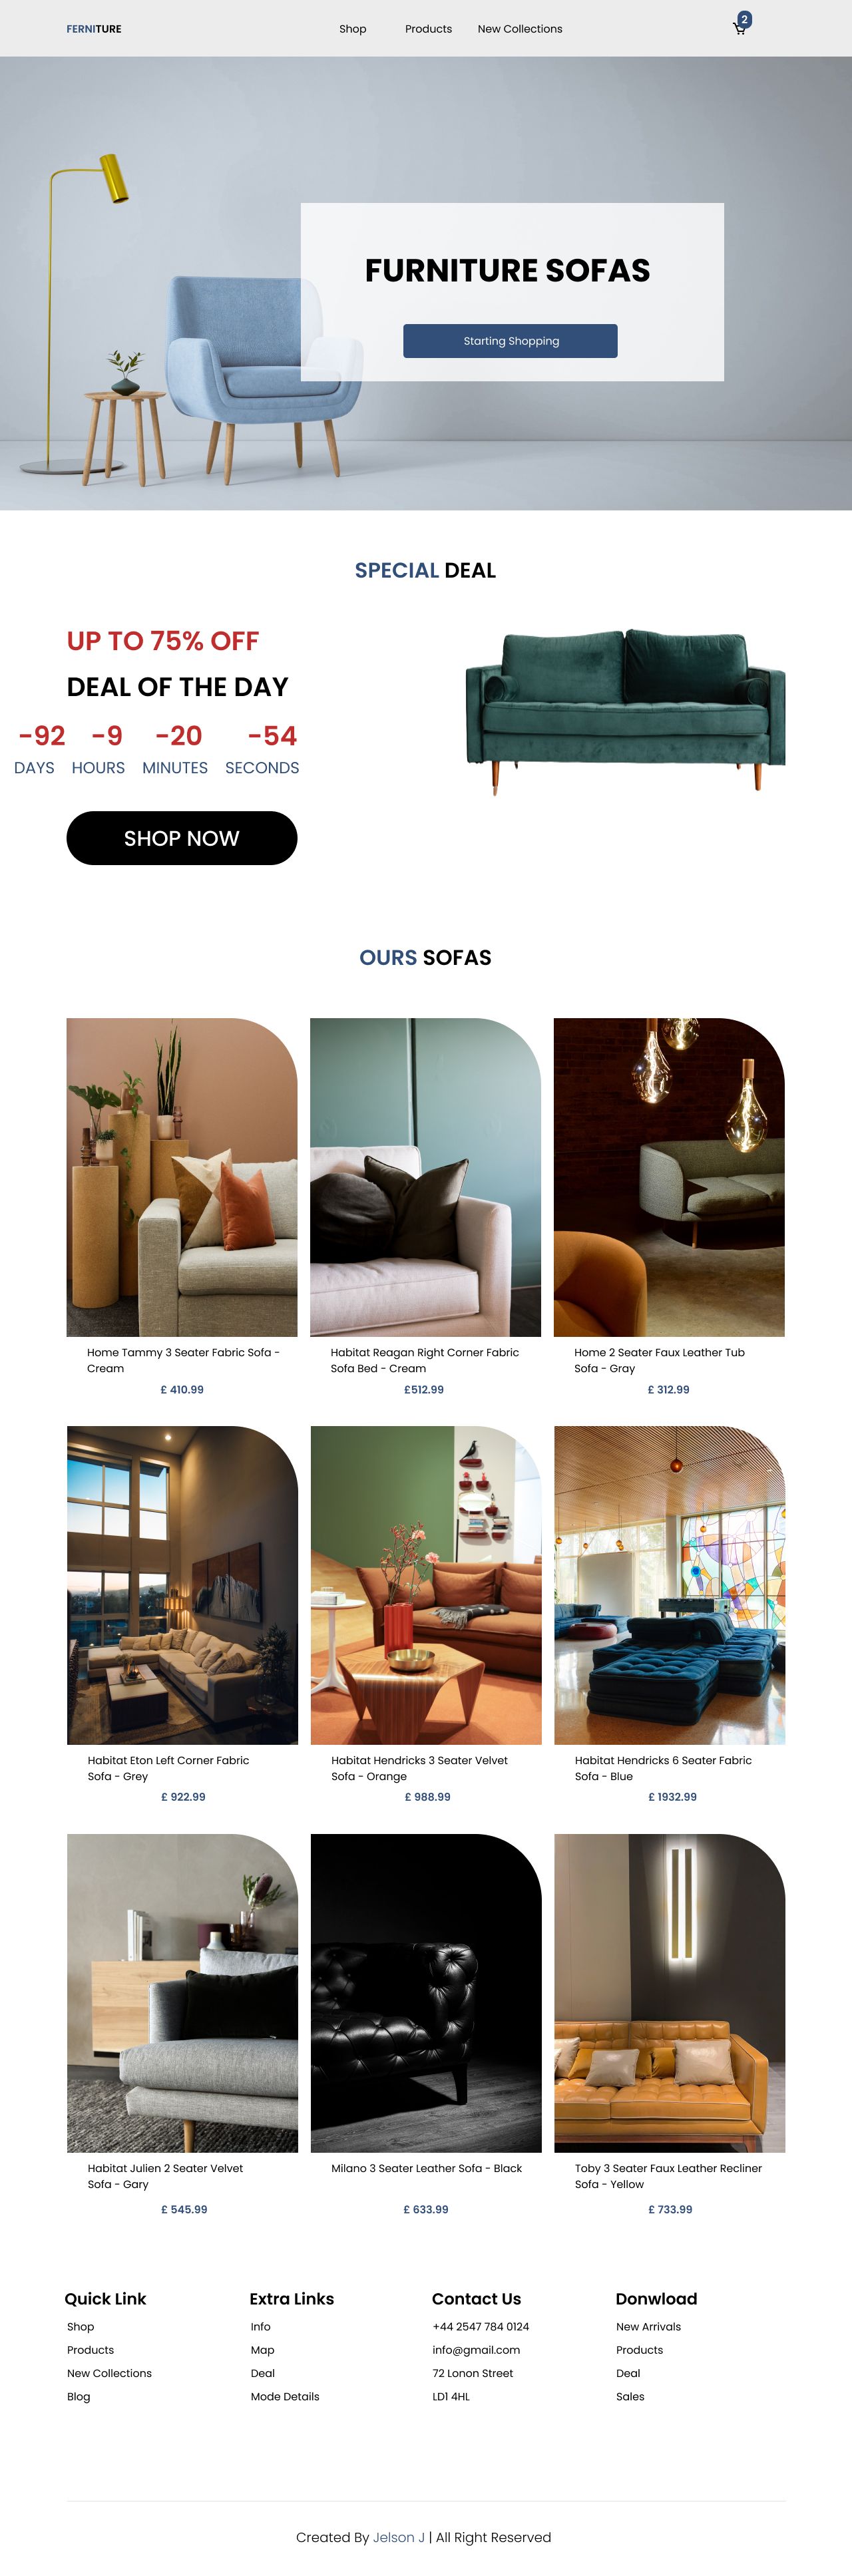 FERNITURE
Shop Products New Collections
2
FURNITURE SOFAS
Starting Shopping
SPECIAL DEAL
UP TO 75% OFF
DEAL OF THE DAY
-92 -9 -20 -54
DAYS HOURS MINUTES SECONDS
SHOP NOW
OURS SOFAS
Home Tammy 3 Seater Fabric Sofa -
Cream
£ 410.99
Habitat Reagan Right Corner Fabric
Sofa Bed - Cream
£512.99
Home 2 Seater Faux Leather Tub
Sofa - Gray
£ 312.99
Habitat Eton Left Corner Fabric
Sofa - Grey
£ 922.99
Habitat Hendricks 3 Seater Velvet
Sofa - Orange
£ 988.99
Habitat Hendricks 6 Seater Fabric
Sofa - Blue
£ 1932.99
Habitat Julien 2 Seater Velvet
Sofa - Gary
£ 545.99
Milano 3 Seater Leather Sofa - Black
£ 633.99
Toby 3 Seater Faux Leather Recliner
Sofa - Yellow
£ 733.99
Quick Link
Shop
Products
New Collections
Blog
Extra Links
Info
Map
Deal
Mode Details
Contact Us
+44 2547 784 0124
info@gmail.com
72 Lonon Street
LD1 4HL
Donwload
New Arrivals
Products
Deal
Sales
Created By Jelson J | All Right Reserved